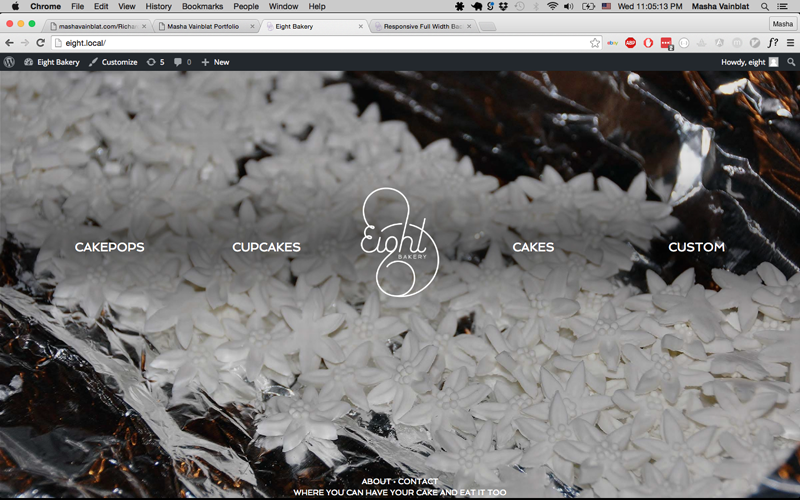 Chrome File Edit View History Bookmarks People Window Help Wed 11:05:13 PM Masha Vainblat
mashavainblat.com/Richar Masha Vainblat Portfolio Eight Bakery Responsive Full Width Bac Masha
eight.local/
Eight Bakery Customize 5 0 New Howdy, eight
CAKEPOPS CUPCAKES Eight CAKES CUSTOM
BAKERY
ABOUT • CONTACT
WHERE YOU CAN HAVE YOUR CAKE AND EAT IT TOO